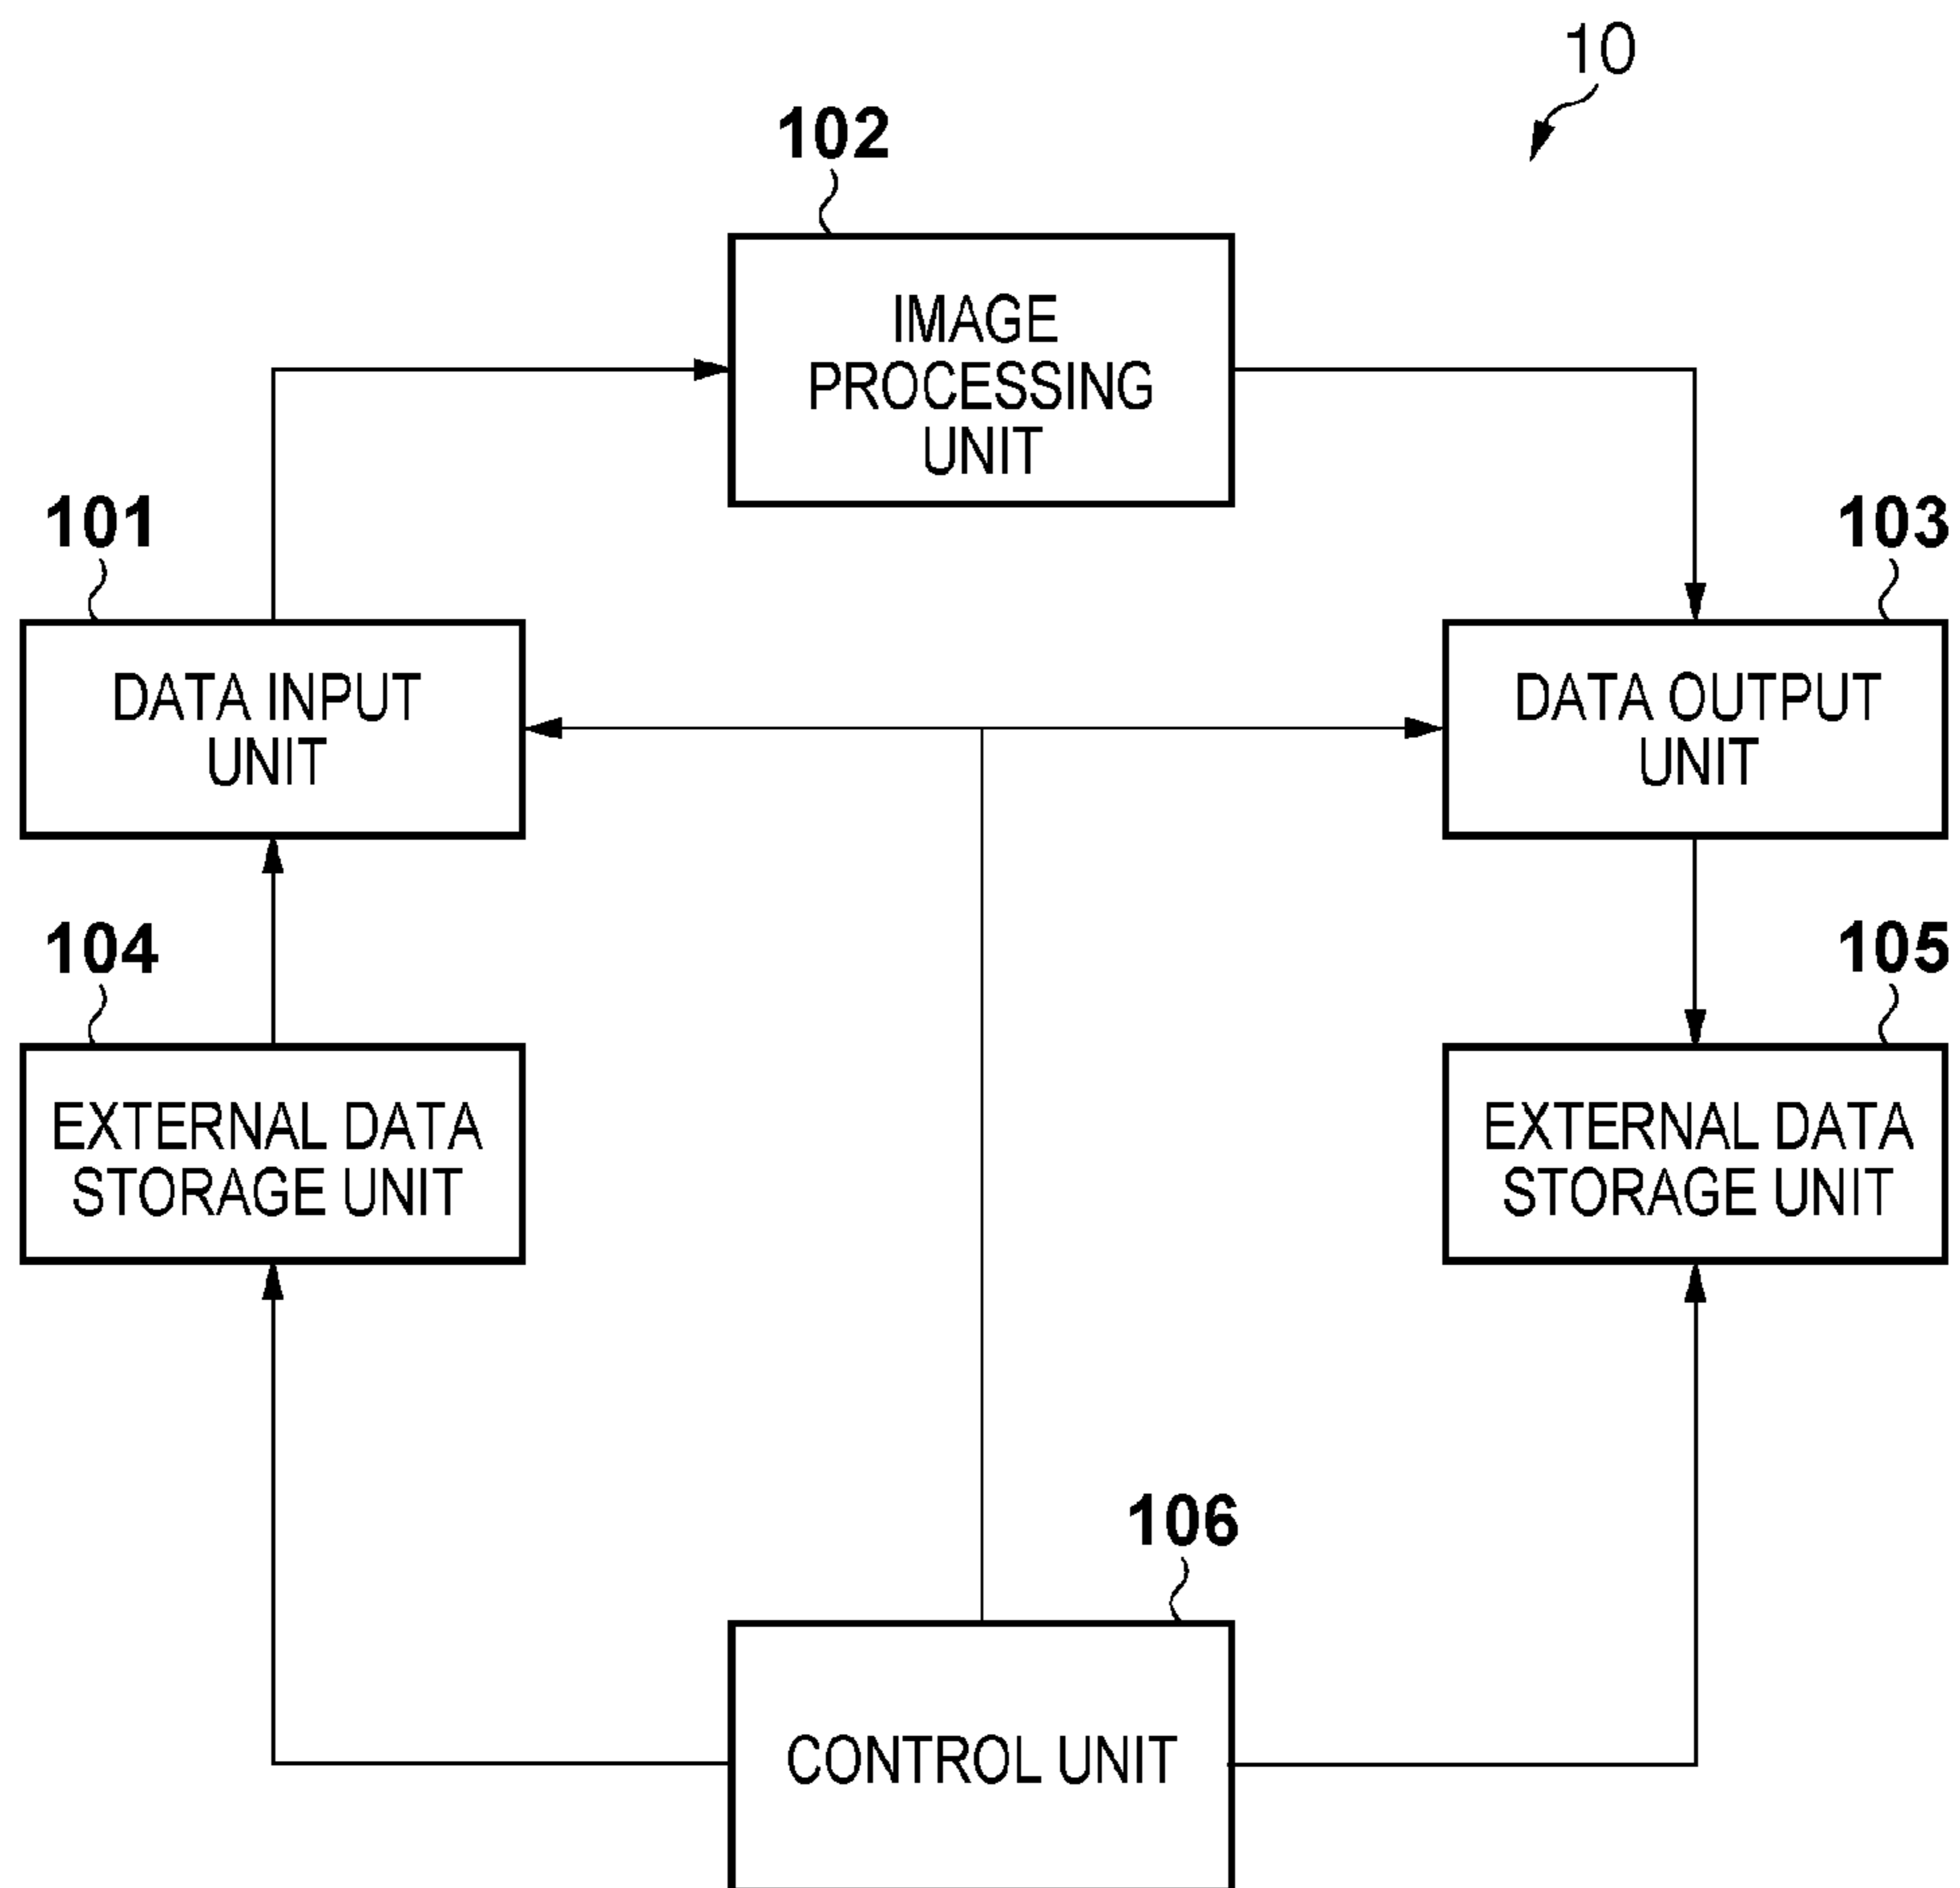 10
102
IMAGE
PROCESSING
UNIT
101
103
DATA INPUT
UNIT
DATA OUTPUT
UNIT
104
105
EXTERNAL DATA
STORAGE UNIT
EXTERNAL DATA
STORAGE UNIT
106
CONTROL UNIT